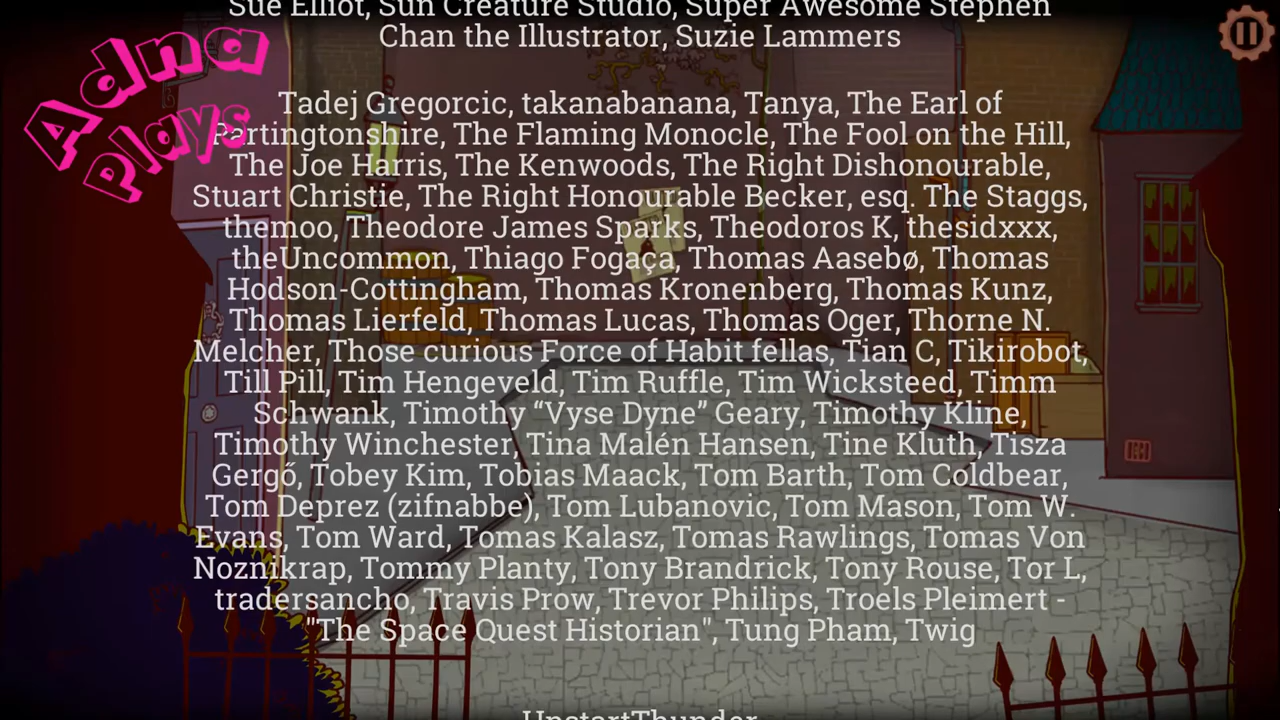 Sue Elliot, Sun Creature Studio, Super Awesome Stephen
Chan the Illustrator, Suzie Lammers
Adna
Plays
Tadej Gregorcic, takanabanana, Tanya, The Earl of
Partingtonshire, The Flaming Monocle, The Fool on the Hill,
The Joe Harris, The Kenwoods, The Right Dishonourable,
Stuart Christie, The Right Honourable Becker, esq. The Staggs,
themoo, Theodore James Sparks, Theodoros K, thesidxxx,
theUncommon, Thiago Fogaça, Thomas Aasebø, Thomas
Hodson-Cottingham, Thomas Kronenberg, Thomas Kunz,
Thomas Lierfeld, Thomas Lucas, Thomas Oger, Thorne N.
Melcher, Those curious Force of Habit fellas, Tian C, Tikirobot,
Till Pill, Tim Hengeveld, Tim Ruffle, Tim Wicksteed, Timm
Schwank, Timothy “Vyse Dyne” Geary, Timothy Kline,
Timothy Winchester, Tina Malén Hansen, Tine Kluth, Tisza
Gergő, Tobey Kim, Tobias Maack, Tom Barth, Tom Coldbear,
Tom Deprez (zifnabbe), Tom Lubanovic, Tom Mason, Tom W.
Evans, Tom Ward, Tomas Kalasz, Tomas Rawlings, Tomas Von
Noznikrap, Tommy Planty, Tony Brandrick, Tony Rouse, Tor L,
tradersancho, Travis Prow, Trevor Philips, Troels Pleimert -
"The Space Quest Historian", Tung Pham, Twig
UpstartThunder